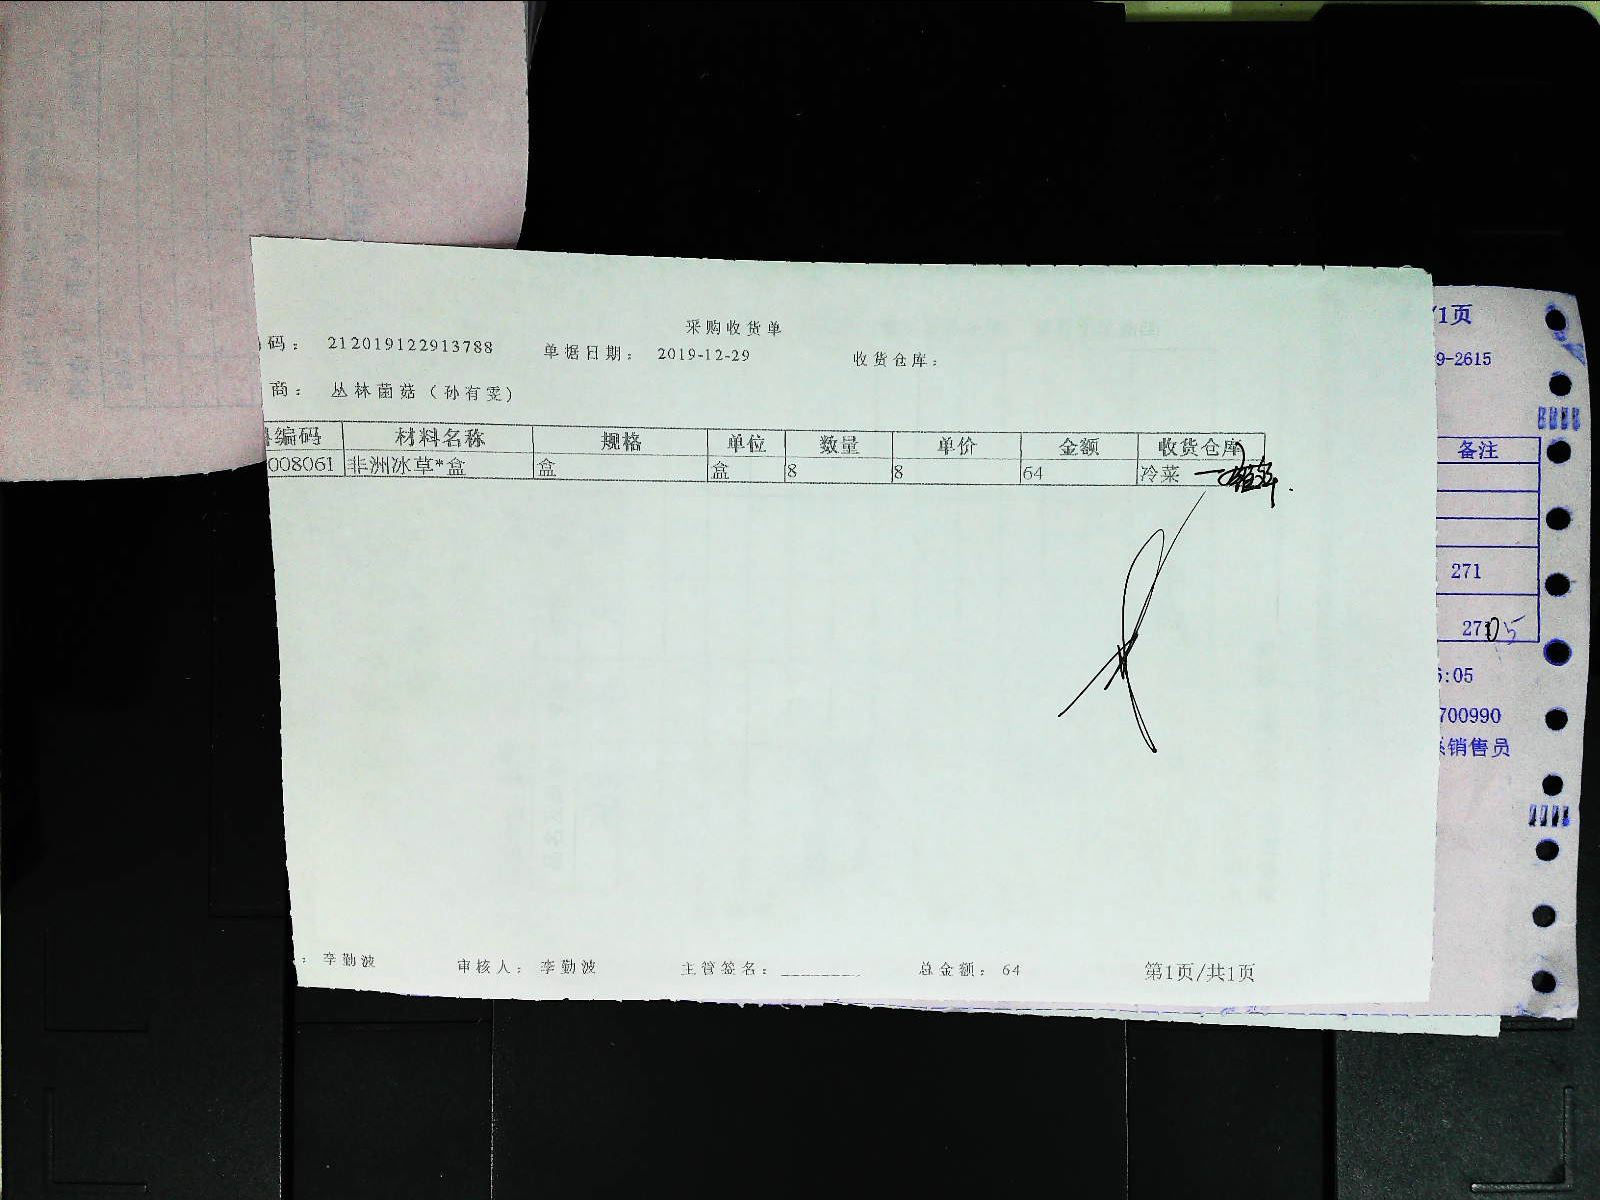 采购收货单
码： 212019122913788 单据日期： 2019-12-29 收货仓库：
商： 丛林菌菇（孙有雯）
编码 材料名称 规格 单位 数量 单价 金额 收货仓库
008061 非洲冰草*盒 盒 盒 8 8 64 冷菜
： 李勤波 审核人： 李勤波 主管签名：________ 总金额： 64 第1页/共1页
/1页
9-2615
备注
271
271
:05
700990
销售员